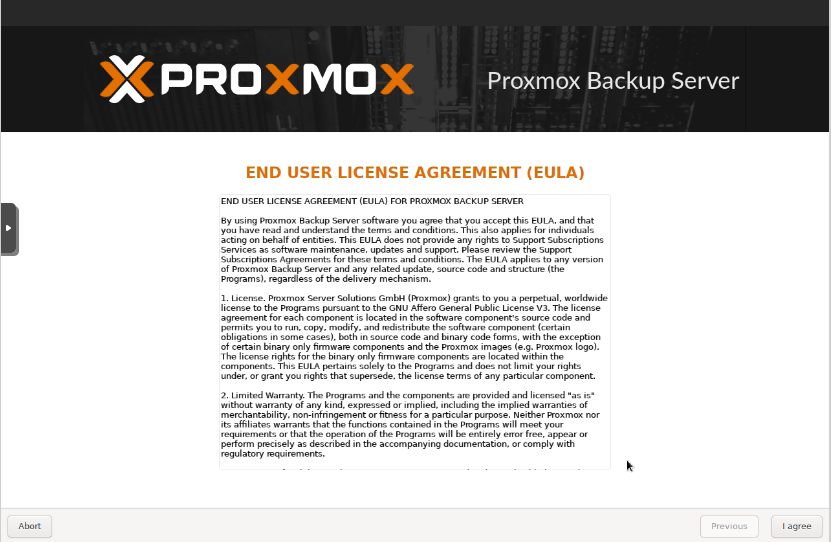 PROXMOX
Proxmox Backup Server
END USER LICENSE AGREEMENT (EULA)
END USER LICENSE AGREEMENT (EULA) FOR PROXMOX BACKUP SERVER
By using Proxmox Backup Server software you agree that you accept this EULA, and that
you have read and understand the terms and conditions. This also applies for individuals
acting on behalf of entities. This EULA does not provide any rights to Support Subscriptions
Services as software maintenance, updates and support. Please review the Support
Subscriptions Agreements for these terms and conditions. The EULA applies to any version
of Proxmox Backup Server and any related update, source code and structure (the
Programs), regardless of the delivery mechanism.
1. License. Proxmox Server Solutions GmbH (Proxmox) grants to you a perpetual, worldwide
license to the Programs pursuant to the GNU Affero General Public License V3. The license
agreement for each component is located in the software component's source code and
permits you to run, copy, modify, and redistribute the software component (certain
obligations in some cases), both in source code and binary code forms, with the exception
of certain binary only firmware components and the Proxmox images (e.g. Proxmox logo).
The license rights for the binary only firmware components are located within the
components. This EULA pertains solely to the Programs and does not limit your rights
under, or grant you rights that supersede, the license terms of any particular component.
2. Limited Warranty. The Programs and the components are provided and licensed "as is"
without warranty of any kind, expressed or implied, including the implied warranties of
merchantability, non-infringement or fitness for a particular purpose. Neither Proxmox nor
its affiliates warrants that the functions contained in the Programs will meet your
requirements or that the operation of the Programs will be entirely error free, appear or
perform precisely as described in the accompanying documentation, or comply with
regulatory requirements.
Abort
Previous
I agree